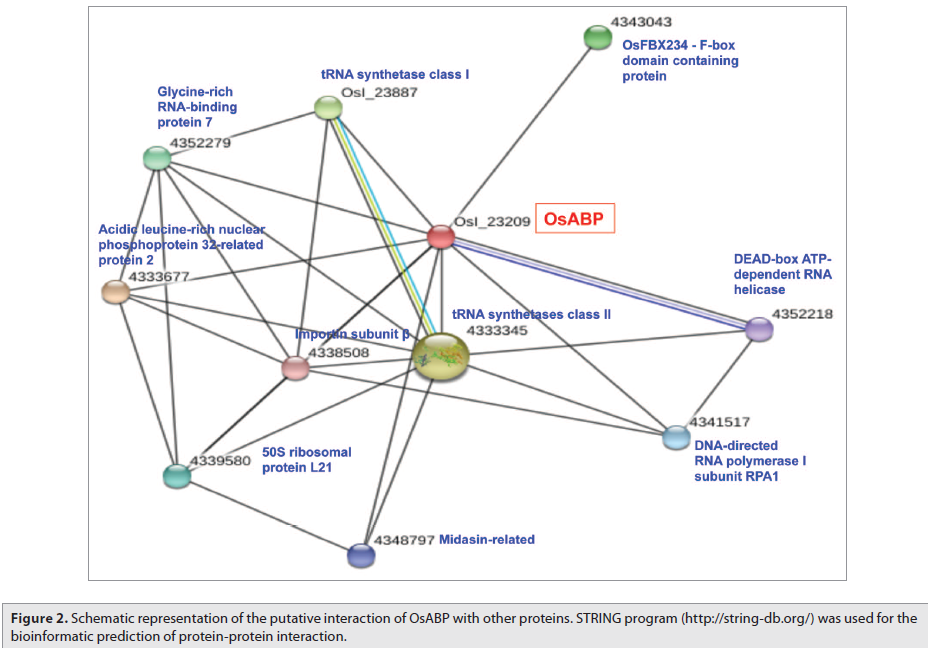 4343043
OsFBX234 - F-box
domain containing
protein
tRNA synthetase class I
OsI_23887
Glycine-rich
RNA-binding
protein 7
4352279
OsI_23209
OsABP
Acidic leucine-rich nuclear
phosphoprotein 32-related
protein 2
4333677
DEAD-box ATP-
dependent RNA
helicase
4352218
tRNA synthetases class II
4333345
Importin subunit β
4338508
4341517
DNA-directed
RNA polymerase I
subunit RPA1
50S ribosomal
protein L21
4339580
4348797 Midasin-related
Figure 2. Schematic representation of the putative interaction of OsABP with other proteins. STRING program (http://string-db.org/) was used for the
bioinformatic prediction of protein-protein interaction.